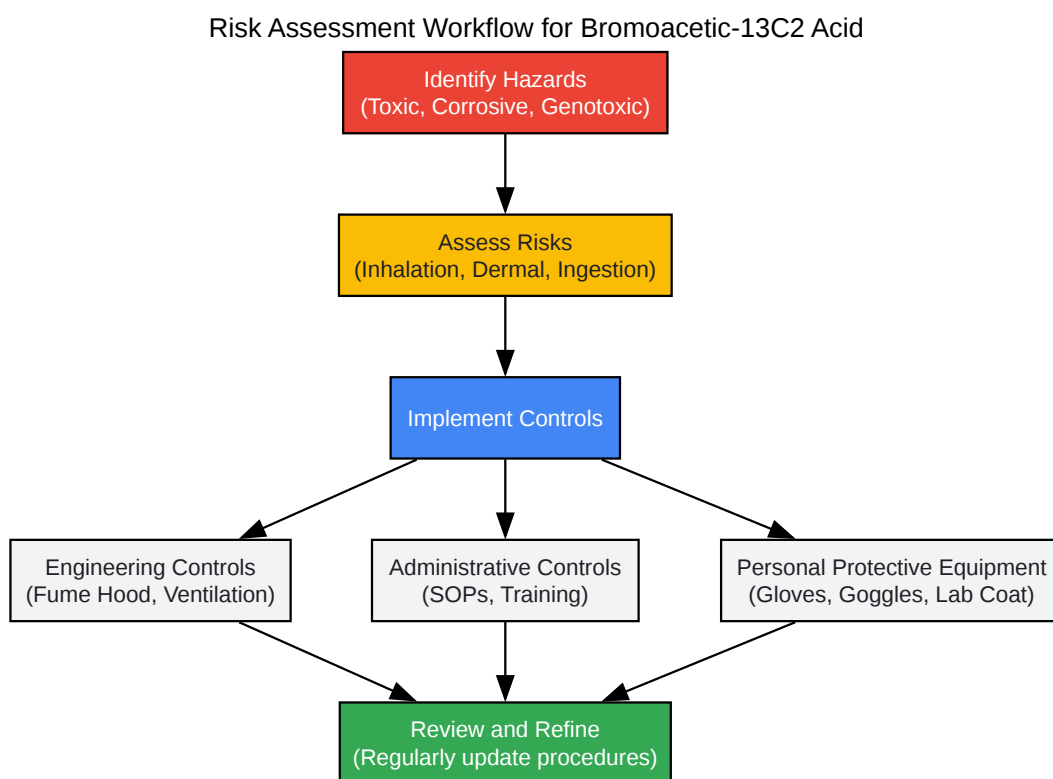 Risk Assessment Workflow for Bromoacetic-13C2 Acid
Identify Hazards
(Toxic, Corrosive, Genotoxic)
Assess Risks
(Inhalation, Dermal, Ingestion)
Implement Controls
Engineering Controls
(Fume Hood, Ventilation)
Administrative Controls
(SOPs, Training)
Personal Protective Equipment
(Gloves, Goggles, Lab Coat)
Review and Refine
(Regularly update procedures)